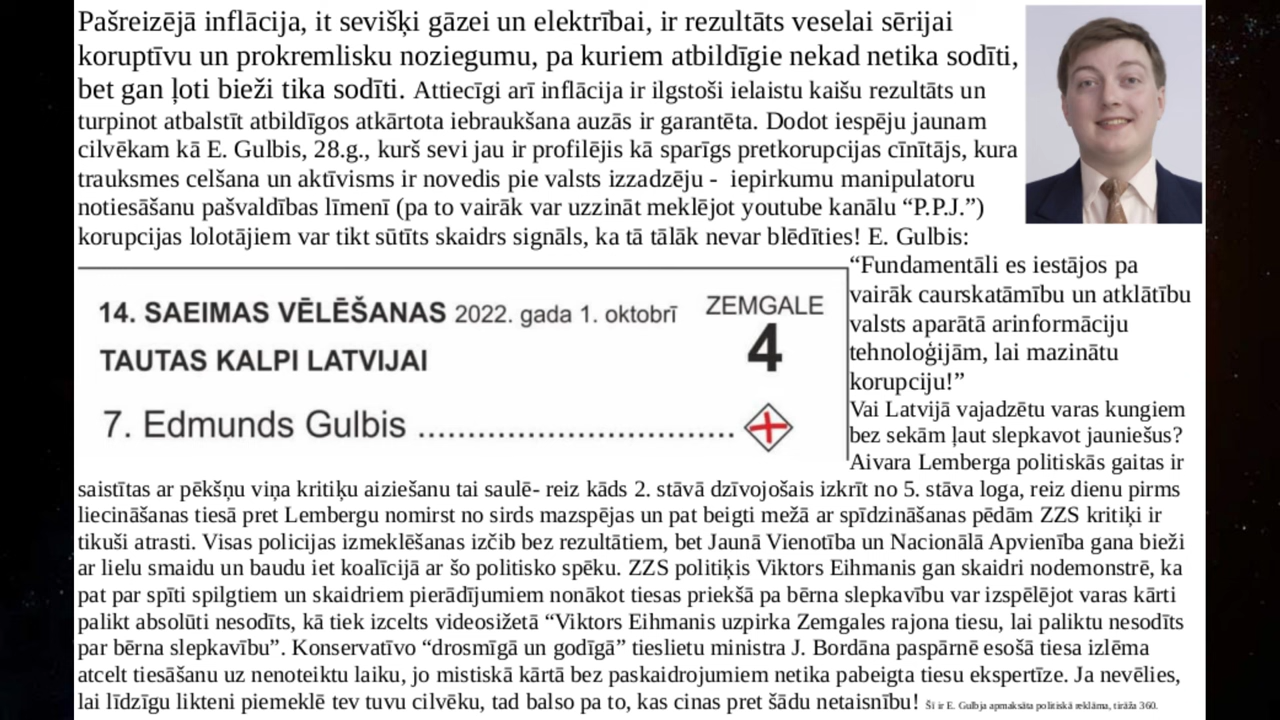 Pašreizējā inflācija, it sevišķi gāzei un elektrībai, ir rezultāts veselai sērijai
koruptīvu un prokremlisku noziegumu, pa kuriem atbildīgie nekad netika sodīti,
bet gan ļoti bieži tika sodīti. Attiecīgi arī inflācija ir ilgstoši ielaistu kaišu rezultāts un
turpinot atbalstīt atbildīgos atkārtota iebraukšana auzās ir garantēta. Dodot iespēju jaunam
cilvēkam kā E. Gulbis, 28.g., kurš sevi jau ir profilējis kā sparīgs pretkorupcijas cīnītājs, kura
trauksmes celšana un aktīvisms ir novedis pie valsts izzadzēju - iepirkumu manipulatoru
notiesāšanu pašvaldības līmenī (pa to vairāk var uzzināt meklējot youtube kanālu “P.P.J.”)
korupcijas lolotājiem var tikt sūtīts skaidrs signāls, ka tā tālāk nevar blēdīties! E. Gulbis:
“Fundamentāli es iestājos pa
vairāk caurskatāmību un atklātību
valsts aparātā arinformāciju
tehnoloģijām, lai mazinātu
korupciju!”
14. SAEIMAS VĒLĒŠANAS 2022. gada 1. oktobrī
ZEMGALE
4
TAUTAS KALPI LATVIJAI
7. Edmunds Gulbis ................................
Vai Latvijā vajadzētu varas kungiem
bez sekām ļaut slepkavot jauniešus?
Aivara Lemberga politiskās gaitas ir
saistītas ar pēkšņu viņa kritiķu aiziešanu tai saulē- reiz kāds 2. stāvā dzīvojošais izkrīt no 5. stāva loga, reiz dienu pirms
liecināšanas tiesā pret Lembergu nomirst no sirds mazspējas un pat beigti mežā ar spīdzināšanas pēdām ZZS kritiķi ir
tikuši atrasti. Visas policijas izmeklēšanas izčib bez rezultātiem, bet Jaunā Vienotība un Nacionālā Apvienība gana bieži
ar lielu smaidu un baudu iet koalīcijā ar šo politisko spēku. ZZS politiķis Viktors Eihmanis gan skaidri nodemonstrē, ka
pat par spīti spilgtiem un skaidriem pierādījumiem nonākot tiesas priekšā pa bērna slepkavību var izspēlējot varas kārti
palikt absolūti nesodīts, kā tiek izcelts videosižetā “Viktors Eihmanis uzpirka Zemgales rajona tiesu, lai paliktu nesodīts
par bērna slepkavību”. Konservatīvo “drosmīgā un godīgā” tieslietu ministra J. Bordāna paspārnē esošā tiesa izlēma
atcelt tiesāšanu uz nenoteiktu laiku, jo mistiskā kārtā bez paskaidrojumiem netika pabeigta tiesu ekspertīze. Ja nevēlies,
lai līdzīgu likteni piemeklē tev tuvu cilvēku, tad balso pa to, kas cinas pret šādu netaisnību! Šī ir E. Gulbja apmaksāta politiskā reklāma, tirāža 360.